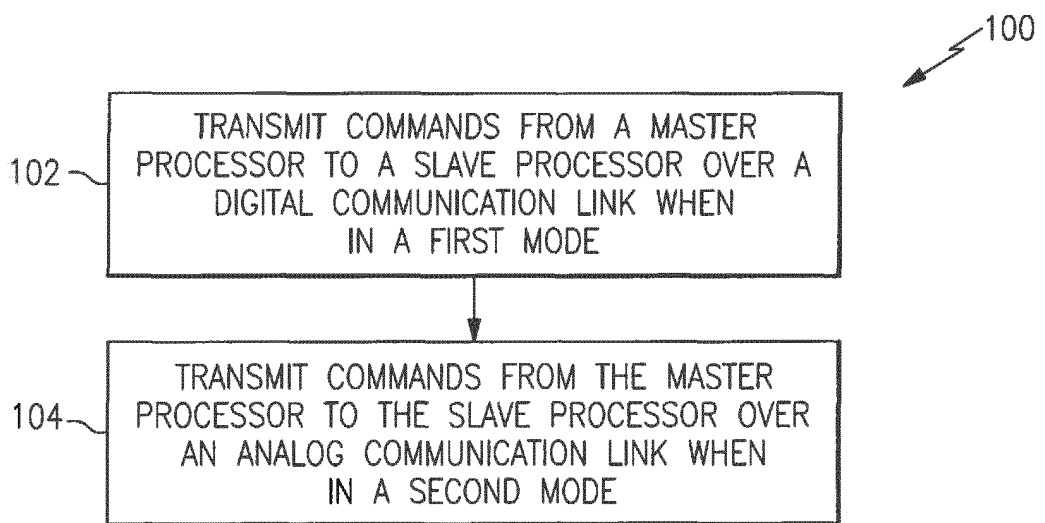 100
102
TRANSMIT COMMANDS FROM A MASTER
PROCESSOR TO A SLAVE PROCESSOR OVER A
DIGITAL COMMUNICATION LINK WHEN
IN A FIRST MODE
104
TRANSMIT COMMANDS FROM THE MASTER
PROCESSOR TO THE SLAVE PROCESSOR OVER
AN ANALOG COMMUNICATION LINK WHEN
IN A SECOND MODE